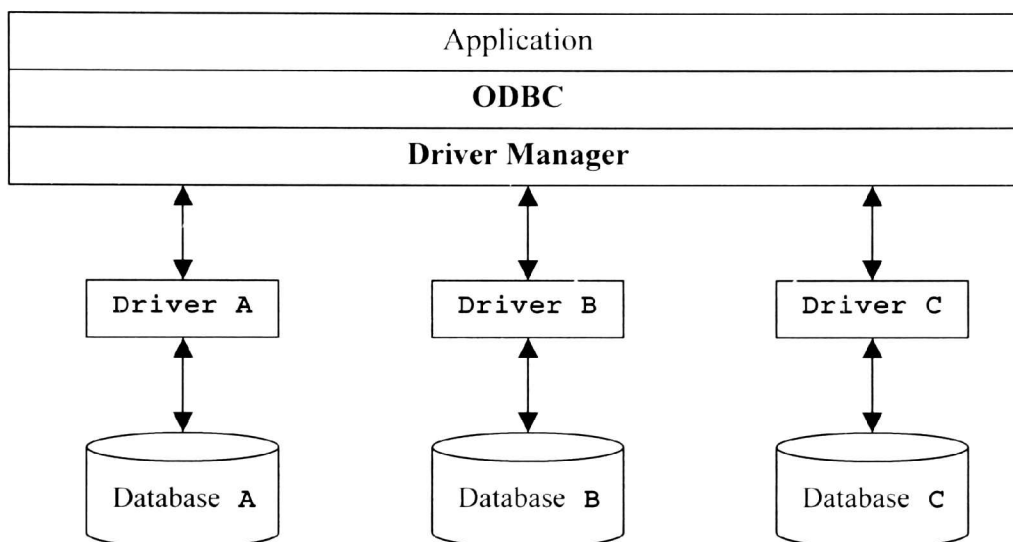 Application
ODBC
Driver Manager
Driver A
Driver B
Driver C
Database A
Database B
Database C